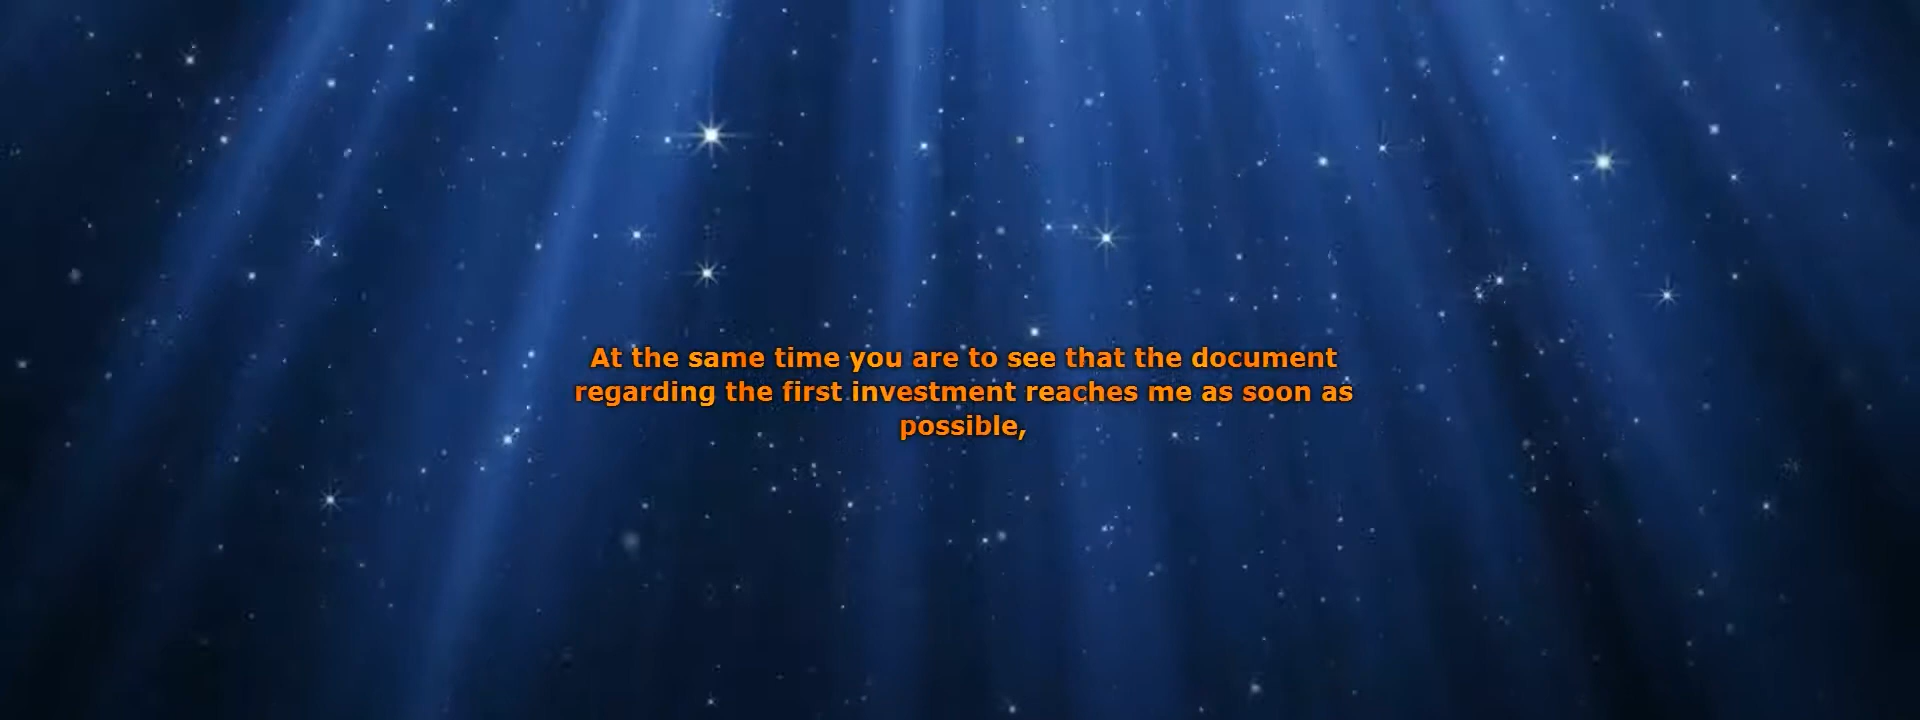 At the same time you are to see that the document
regarding the first investment reaches me as soon as
possible,